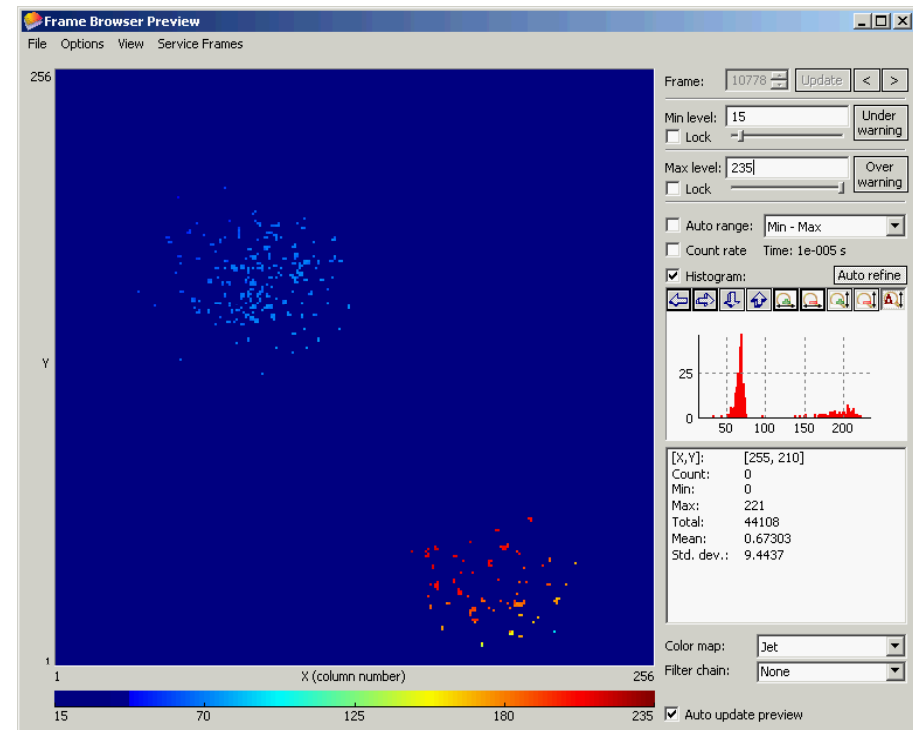 Frame Browser Preview
File Options View Service Frames
256
Y
1
1 X (column number) 256
15 70 125 180 235
Frame: 10778 Update < >
Min level: 15 Under warning
Lock
Max level: 235 Over warning
Lock
Auto range: Min - Max
Count rate Time: 1e-005 s
Histogram: Auto refine
A
25
0
50 100 150 200
[X,Y]: [255, 210]
Count: 0
Min: 0
Max: 221
Total: 44108
Mean: 0.67303
Std. dev.: 9.4437
Color map: Jet
Filter chain: None
Auto update preview